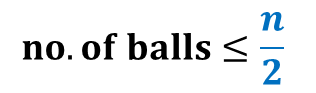 no. of balls ≤ n/2